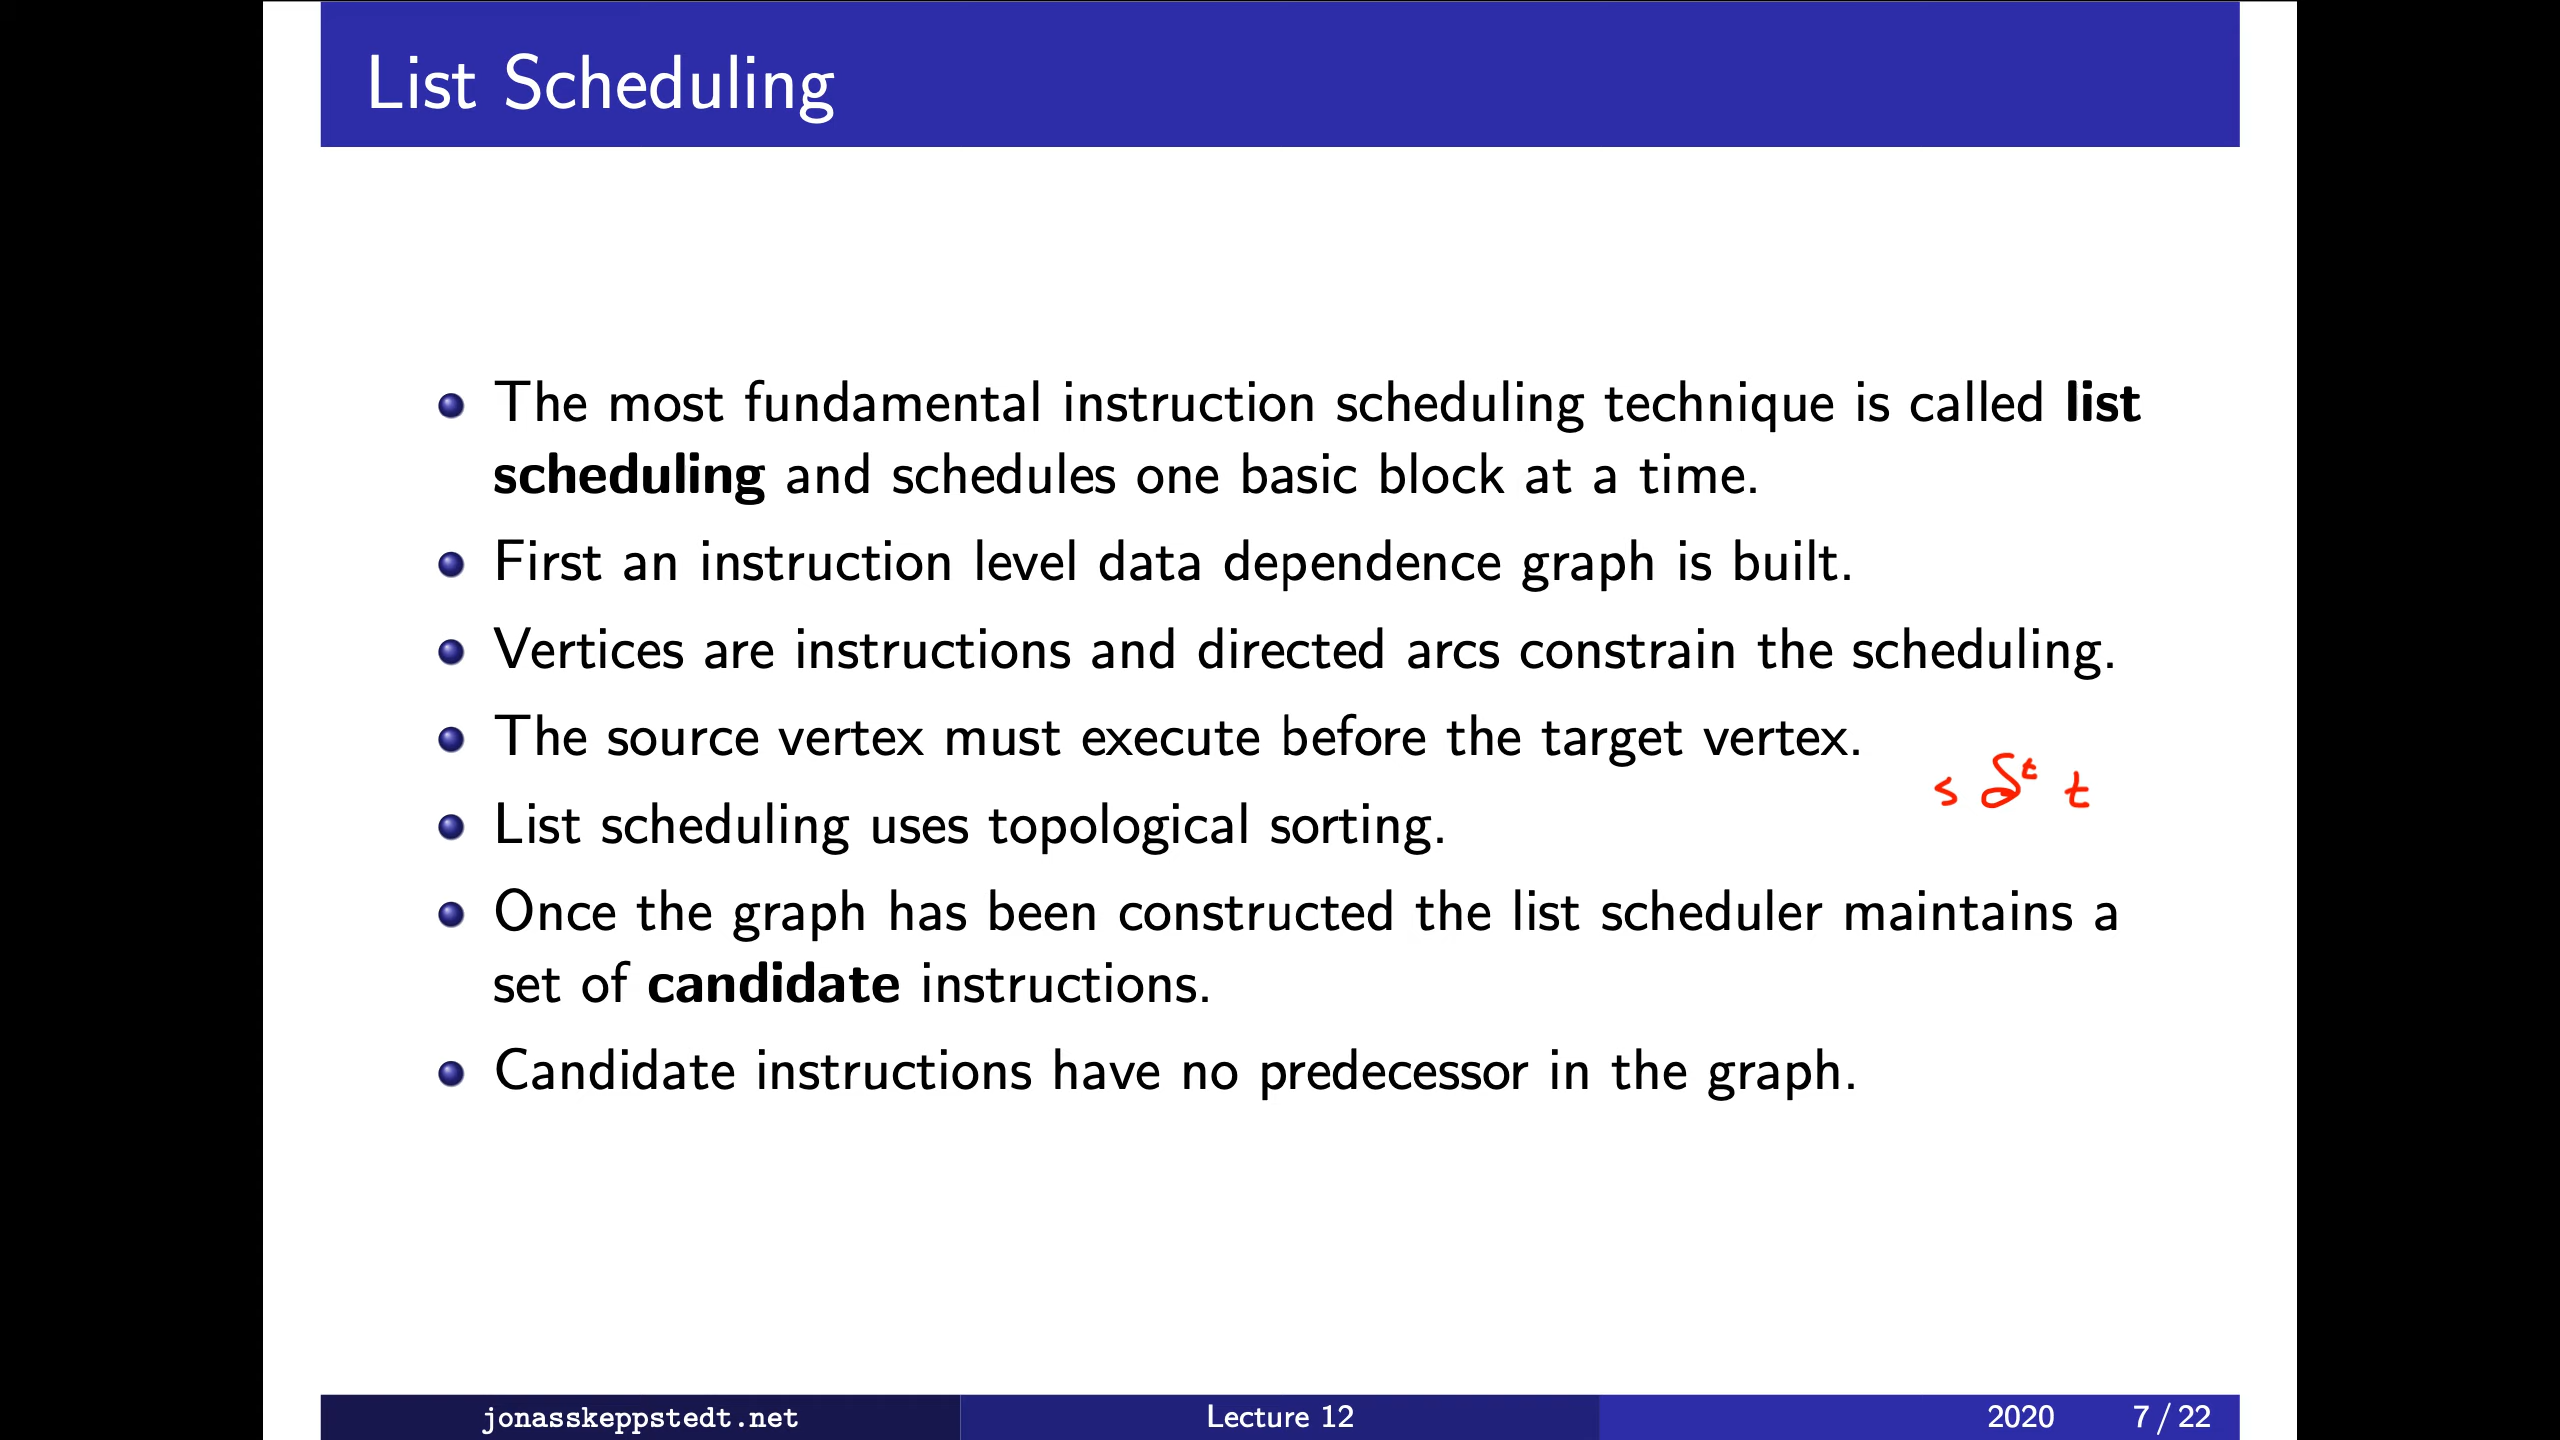 List Scheduling
The most fundamental instruction scheduling technique is called list
scheduling and schedules one basic block at a time.
First an instruction level data dependence graph is built.
Vertices are instructions and directed arcs constrain the scheduling.
The source vertex must execute before the target vertex.
s δᵗ t
List scheduling uses topological sorting.
Once the graph has been constructed the list scheduler maintains a
set of candidate instructions.
Candidate instructions have no predecessor in the graph.
jonasskeppstedt.net Lecture 12 2020 7 / 22